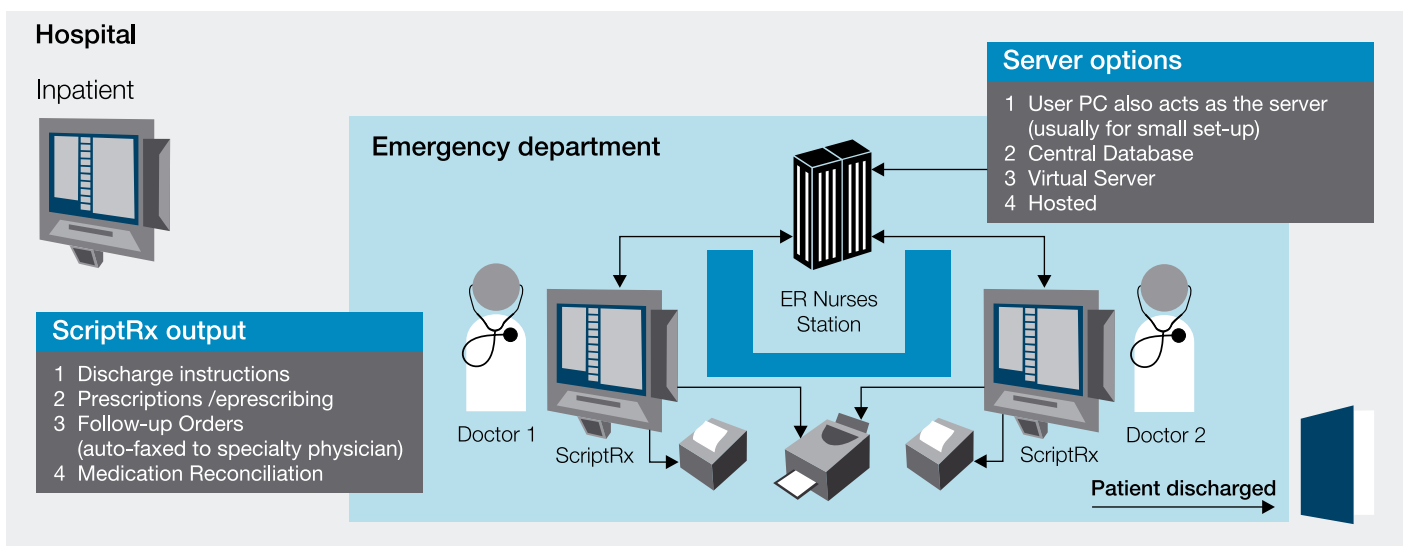 Hospital
Inpatient
Emergency department
Server options
1 User PC also acts as the server
(usually for small set-up)
2 Central Database
3 Virtual Server
4 Hosted
ER Nurses
Station
ScriptRx output
1 Discharge instructions
2 Prescriptions /eprescribing
3 Follow-up Orders
(auto-faxed to specialty physician)
4 Medication Reconciliation
Doctor 1
ScriptRx
ScriptRx
Doctor 2
Patient discharged